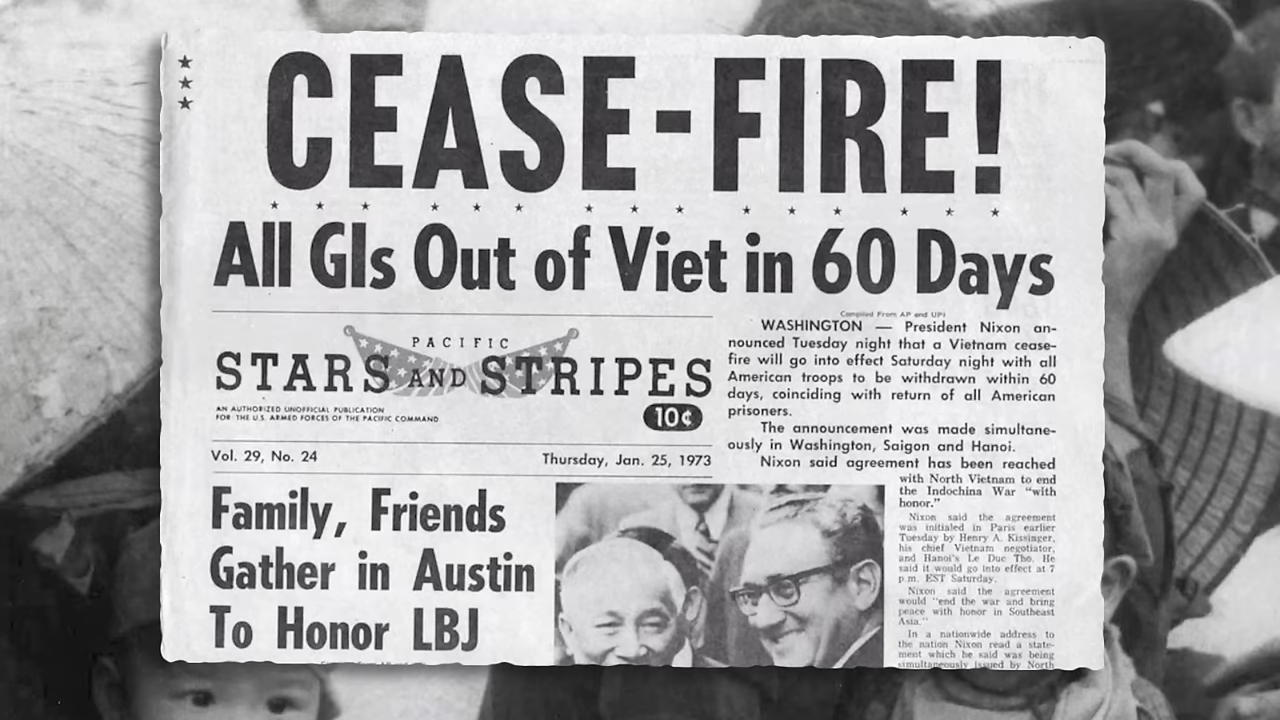 CEASE-FIRE!
All GIs Out of Viet in 60 Days
PACIFIC
STARS AND STRIPES
AN AUTHORIZED UNOFFICIAL PUBLICATION
FOR THE U.S. ARMED FORCES OF THE PACIFIC COMMAND
10¢
Vol. 29, No. 24
Thursday, Jan. 25, 1973
Compiled From AP and UPI
WASHINGTON — President Nixon an-
nounced Tuesday night that a Vietnam cease-
fire will go into effect Saturday night with all
American troops to be withdrawn within 60
days, coinciding with return of all American
prisoners.
The announcement was made simultane-
ously in Washington, Saigon and Hanoi.
Nixon said agreement has been reached
with North Vietnam to end
the Indochina War “with
honor.”
Nixon said the agreement
was initialed in Paris earlier
Tuesday by Henry A. Kissinger,
his chief Vietnam negotiator,
and Hanoi's Le Duc Tho. He
said it would go into effect at 7
p.m. EST Saturday.
Nixon said the agreement
would “end the war and bring
peace with honor in Southeast
Asia.”
In a nationwide address to
the nation Nixon read a state-
ment which he said was being
simultaneously issued by North
Family, Friends
Gather in Austin
To Honor LBJ